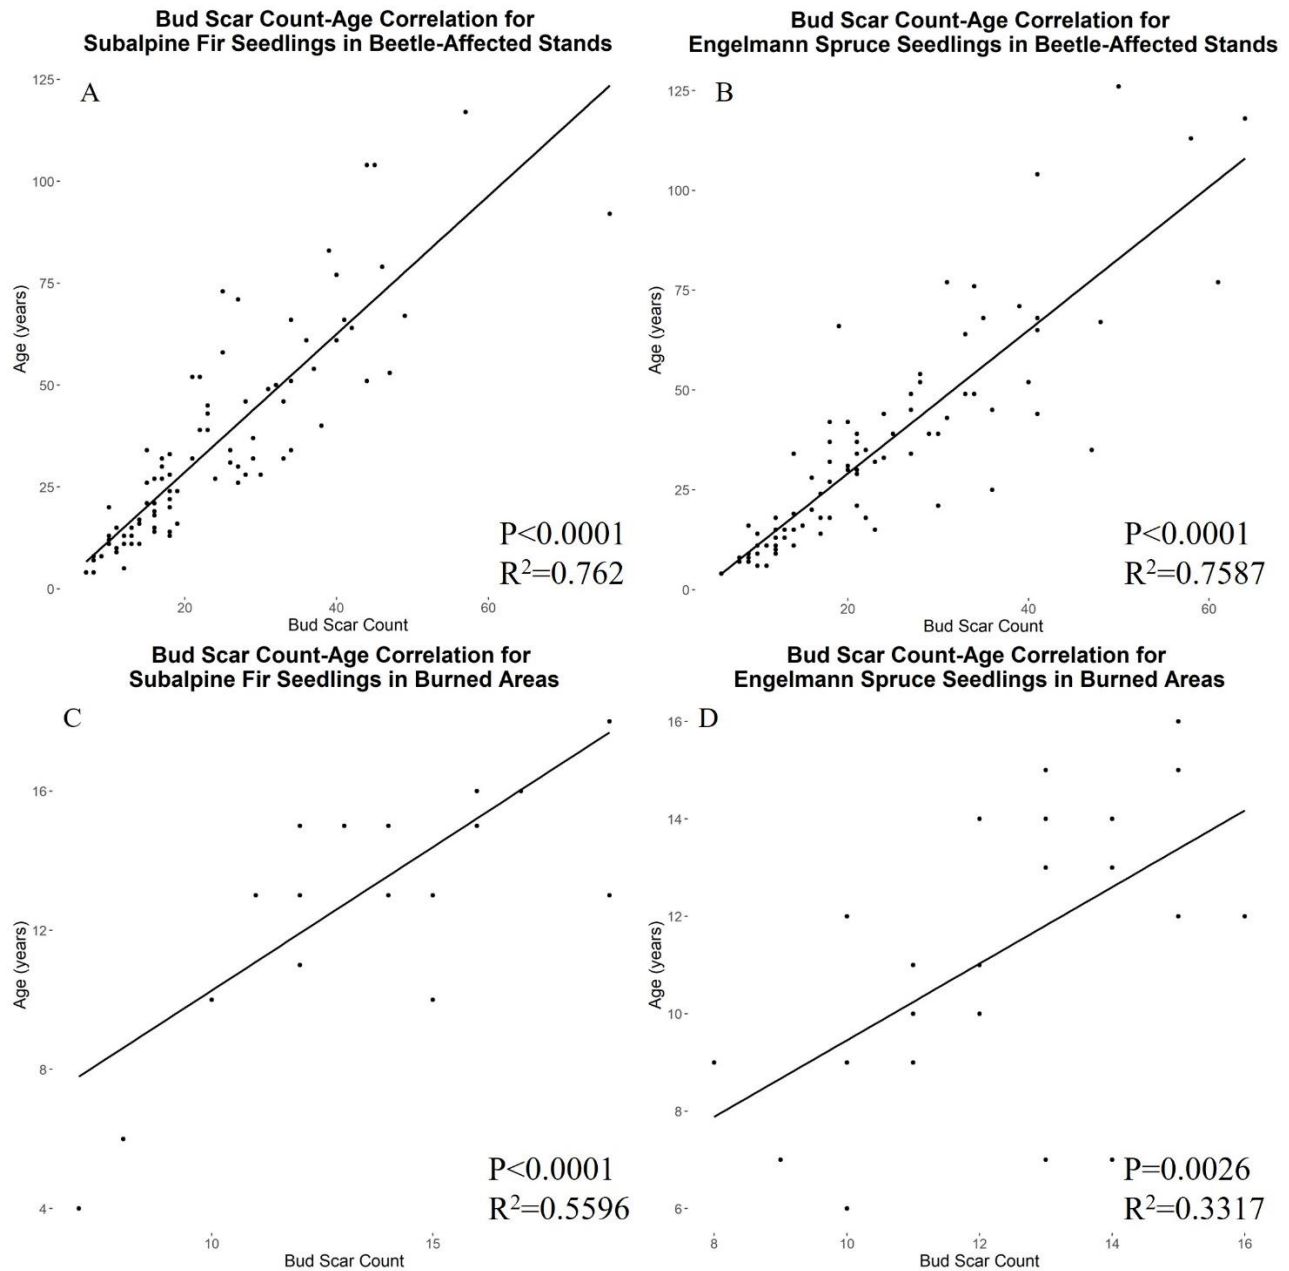 Bud Scar Count-Age Correlation for
Subalpine Fir Seedlings in Beetle-Affected Stands
A
125
100
75
50
25
0
Age (years)
20 40 60
Bud Scar Count
P<0.0001
R²=0.762
Bud Scar Count-Age Correlation for
Engelmann Spruce Seedlings in Beetle-Affected Stands
B
125
100
75
50
25
0
Age (years)
20 40 60
Bud Scar Count
P<0.0001
R²=0.7587
Bud Scar Count-Age Correlation for
Subalpine Fir Seedlings in Burned Areas
C
16
12
8
4
Age (years)
10 15
Bud Scar Count
P<0.0001
R²=0.5596
Bud Scar Count-Age Correlation for
Engelmann Spruce Seedlings in Burned Areas
D
16
14
12
10
8
6
Age (years)
8 10 12 14 16
Bud Scar Count
P=0.0026
R²=0.3317